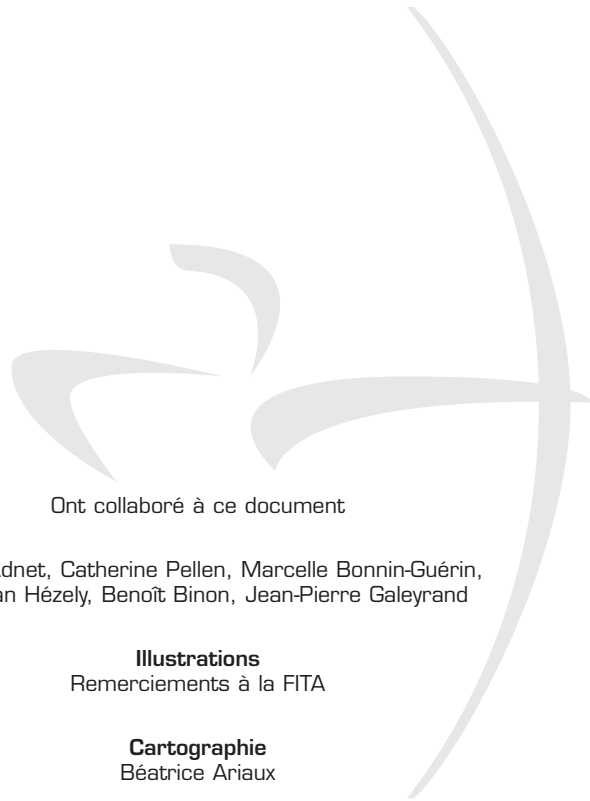 Ont collaboré à ce document
Catherine Pellen, Marcelle Bonnin-Guérin,
Hézely, Benoît Binon, Jean-Pierre Galeyrand
Illustrations
Remerciements à la FITA
Cartographie
Béatrice Ariaux